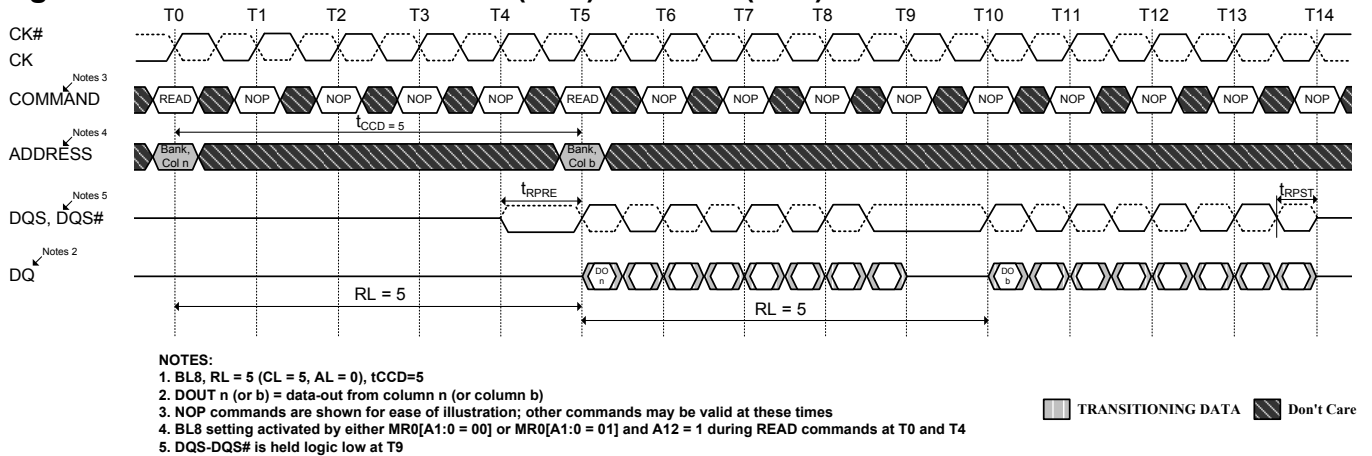 T0 T1 T2 T3 T4 T5 T6 T7 T8 T9 T10 T11 T12 T13 T14
CK#
CK
Notes 3
COMMAND READ NOP NOP NOP NOP READ NOP NOP NOP NOP NOP NOP NOP NOP NOP
tCCD = 5
Notes 4
ADDRESS
Bank, Col n
Bank, Col b
Notes 5
DQS, DQS#
tRPRE
tRPST
Notes 2
DQ
DO n
DO b
RL = 5
RL = 5
NOTES:
1. BL8, RL = 5 (CL = 5, AL = 0), tCCD=5
2. DOUT n (or b) = data-out from column n (or column b)
3. NOP commands are shown for ease of illustration; other commands may be valid at these times
4. BL8 setting activated by either MR0[A1:0 = 00] or MR0[A1:0 = 01] and A12 = 1 during READ commands at T0 and T4
5. DQS-DQS# is held logic low at T9
TRANSITIONING DATA
Don't Care